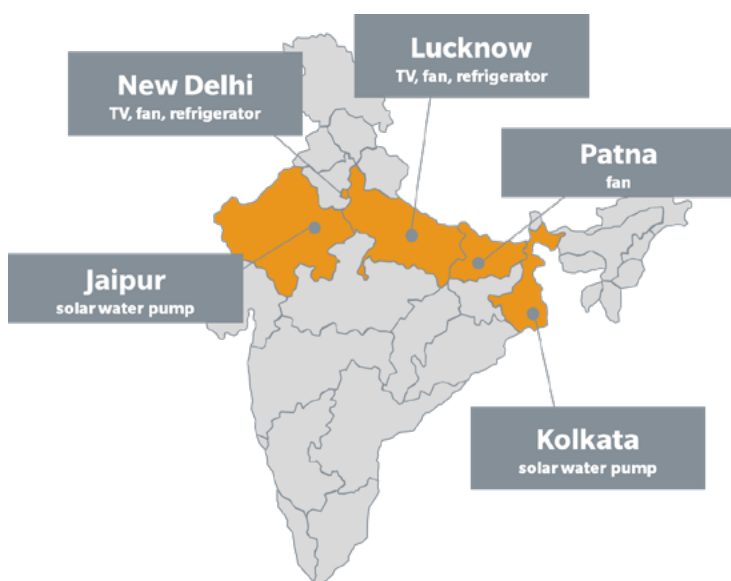 Lucknow
TV, fan, refrigerator
New Delhi
TV, fan, refrigerator
Patna
fan
Jaipur
solar water pump
Kolkata
solar water pump